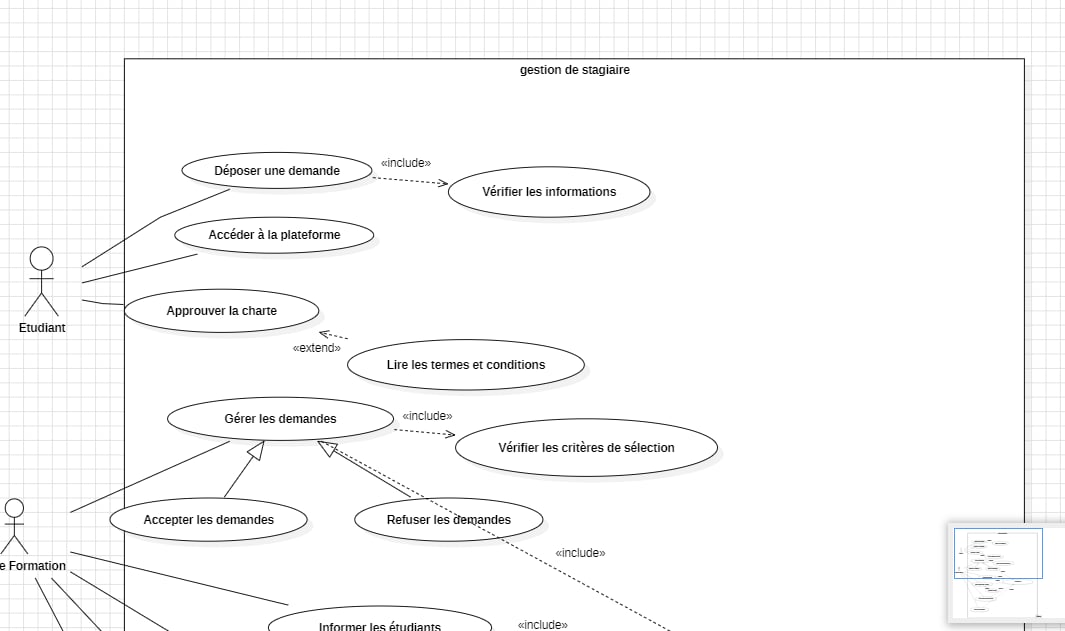 gestion de stagiaire
«include»
Déposer une demande
Vérifier les informations
Accéder à la plateforme
Approuver la charte
Etudiant
«extend»
Lire les termes et conditions
Gérer les demandes
«include»
Vérifier les critères de sélection
Accepter les demandes
Refuser les demandes
«include»
e Formation
Informer les étudiants
«include»